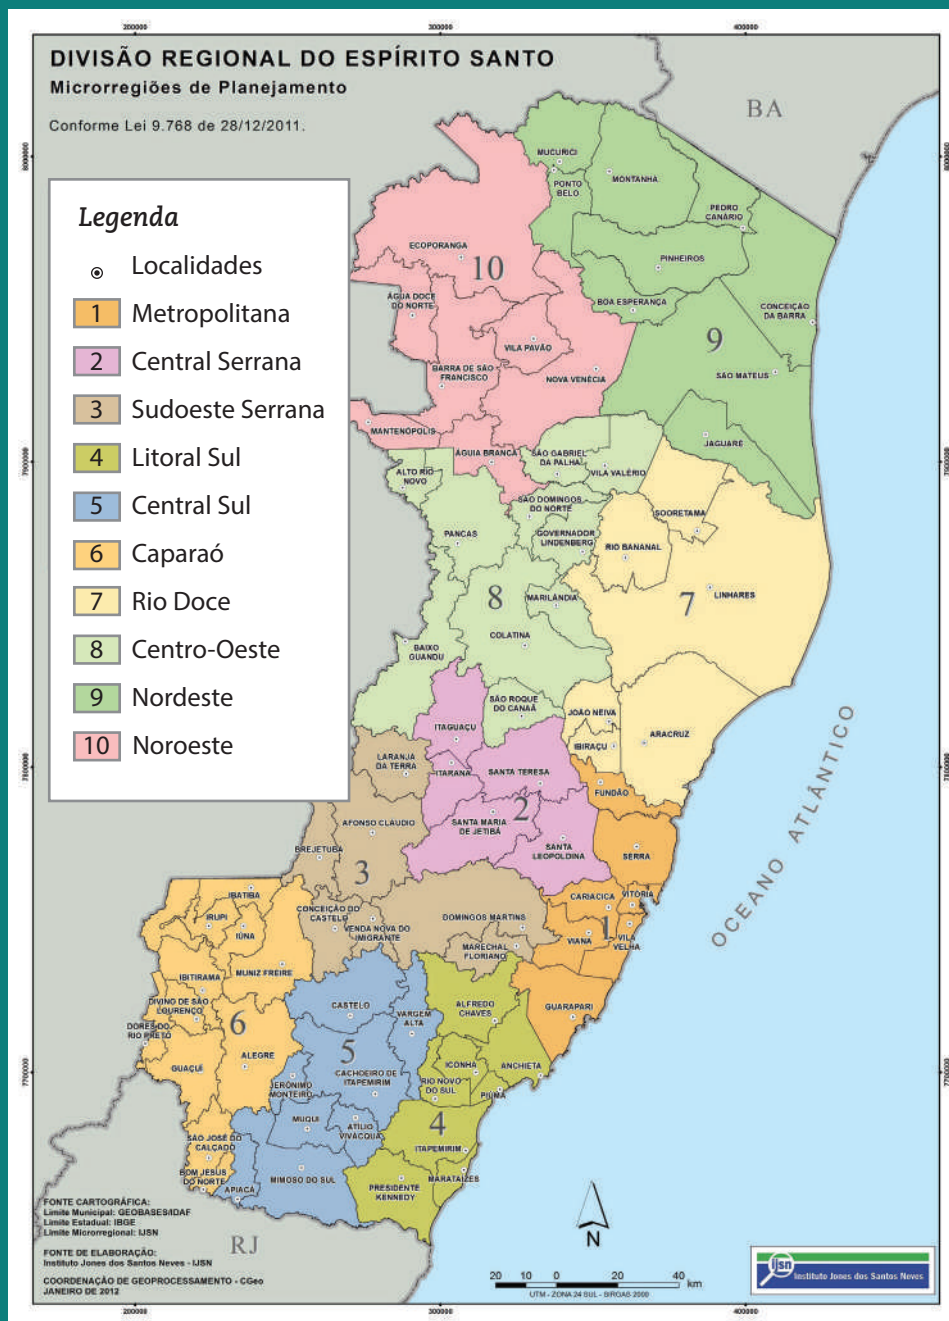 200000
300000
400000
DIVISÃO REGIONAL DO ESPÍRITO SANTO
Microrregiões de Planejamento
Conforme Lei 9.768 de 28/12/2011.
BA
Legenda
Localidades
1 Metropolitana
2 Central Serrana
3 Sudoeste Serrana
4 Litoral Sul
5 Central Sul
6 Caparaó
7 Rio Doce
8 Centro-Oeste
9 Nordeste
10 Noroeste
MUCURICI
PONTO
BELO
MONTANHA
PEDRO
CANÁRIO
ECOPORANGA
10
PINHEIROS
ÁGUA DOCE
DO NORTE
BOA ESPERANÇA
CONCEIÇÃO
DA BARRA
9
VILA PAVÃO
BARRA DE SÃO
FRANCISCO
NOVA VENÉCIA
SÃO MATEUS
MANTENÓPOLIS
JAGUARÉ
ÁGUIA BRANCA
SÃO GABRIEL
DA PALHA
VILA VALÉRIO
ALTO RIO
NOVO
SÃO DOMINGOS
DO NORTE
SOORETAMA
PANCAS
GOVERNADOR
LINDENBERG
RIO BANANAL
8
MARILÂNDIA
7
LINHARES
COLATINA
BAIXO
GUANDU
SÃO ROQUE
DO CANAÃ
JOÃO NEIVA
ITAGUAÇU
ARACRUZ
IBIRAÇU
LARANJA
DA TERRA
ITARANA
SANTA TERESA
FUNDÃO
2
AFONSO CLÁUDIO
SANTA MARIA
DE JETIBÁ
SANTA
LEOPOLDINA
SERRA
BREJETUBA
3
IBATIBA
CARIACICA
VITÓRIA
CONCEIÇÃO DO
CASTELO
IRUPI
IÚNA
VENDA NOVA DO
IMIGRANTE
DOMINGOS MARTINS
1
VIANA
VILA
VELHA
MARECHAL
FLORIANO
IBITIRAMA
MUNIZ FREIRE
DIVINO DE SÃO
LOURENÇO
CASTELO
VARGEM
ALTA
ALFREDO
CHAVES
GUARAPARI
DORES DO
RIO PRETO
6
5
ALEGRE
GUAÇUÍ
CACHOEIRO DE
ITAPEMIRIM
ICONHA
ANCHIETA
JERÔNIMO
MONTEIRO
RIO NOVO
DO SUL
PIÚMA
MUQUI
ATÍLIO
VIVACQUA
4
SÃO JOSÉ DO
CALÇADO
ITAPEMIRIM
BOM JESUS
DO NORTE
APIACÁ
MIMOSO DO SUL
PRESIDENTE
KENNEDY
MARATAÍZES
OCEANO ATLÂNTICO
RJ
FONTE CARTOGRÁFICA:
Limite Municipal: GEOBASES/IDAF
Limite Estadual: IBGE
Limite Microrregional: IJSN
FONTE DE ELABORAÇÃO:
Instituto Jones dos Santos Neves - IJSN
COORDENAÇÃO DE GEOPROCESSAMENTO - CGeo
JANEIRO DE 2012
N
20 10 0 20 40 km
UTM - ZONA 24 SUL - SIRGAS 2000
ijsn
Instituto Jones dos Santos Neves
200000
300000
400000